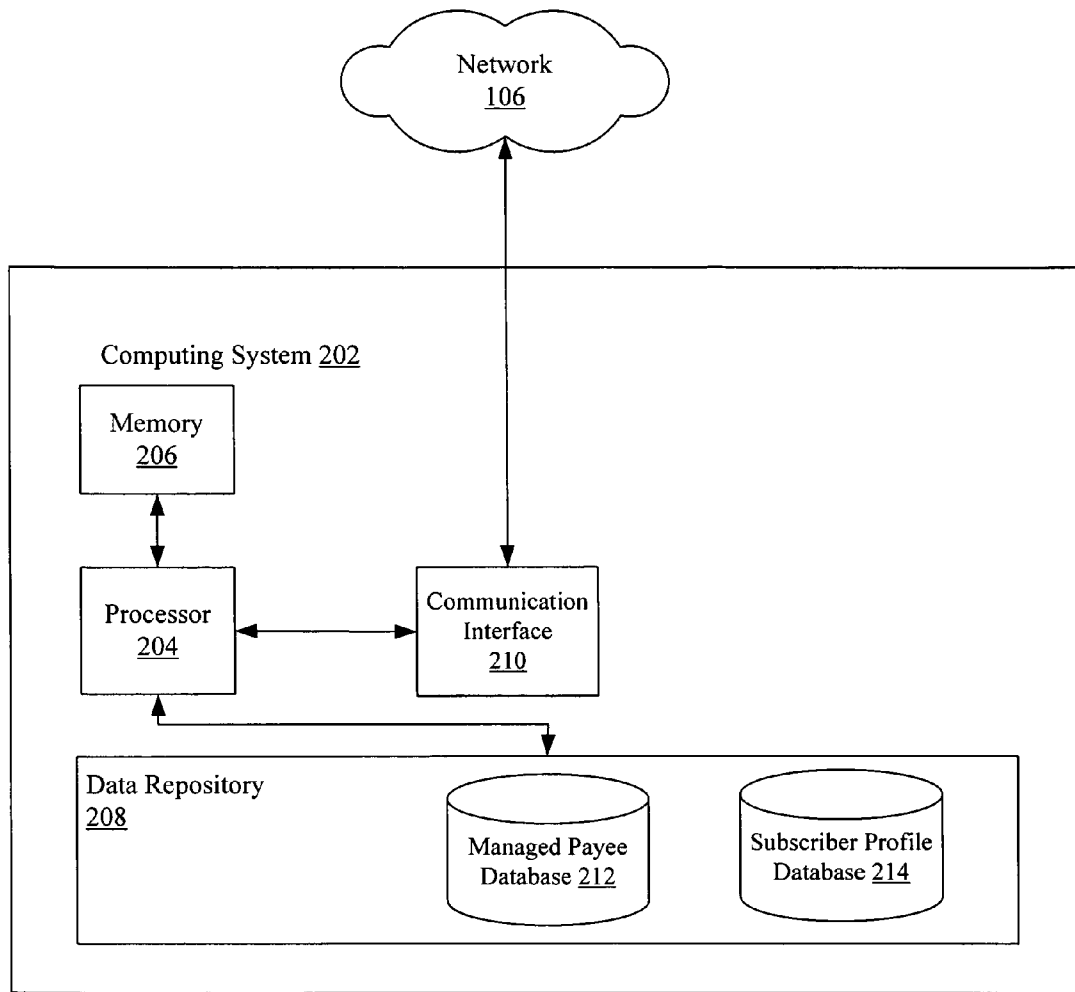 Network
106
Computing System 202
Memory
206
Processor
204
Communication
Interface
210
Data Repository
208
Managed Payee
Database 212
Subscriber Profile
Database 214